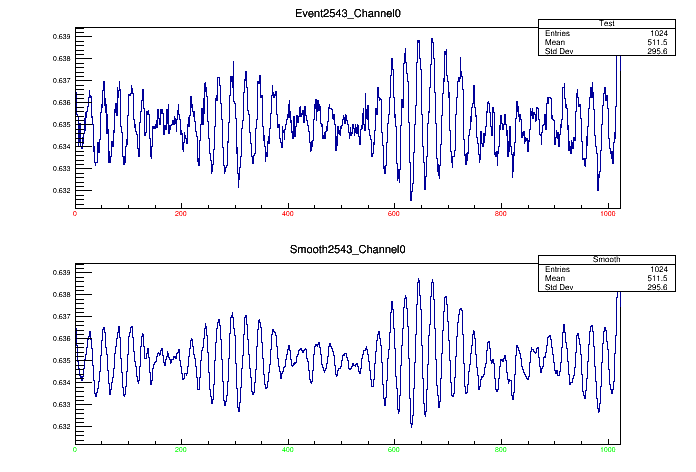 Event2543_Channel0
Test
Entries 1024
Mean 511.5
Std Dev 295.6
0.639
0.638
0.637
0.636
0.635
0.634
0.633
0.632
0 200 400 600 800 1000
Smooth2543_Channel0
Smooth
Entries 1024
Mean 511.5
Std Dev 295.6
0.639
0.638
0.637
0.636
0.635
0.634
0.633
0.632
0 200 400 600 800 1000